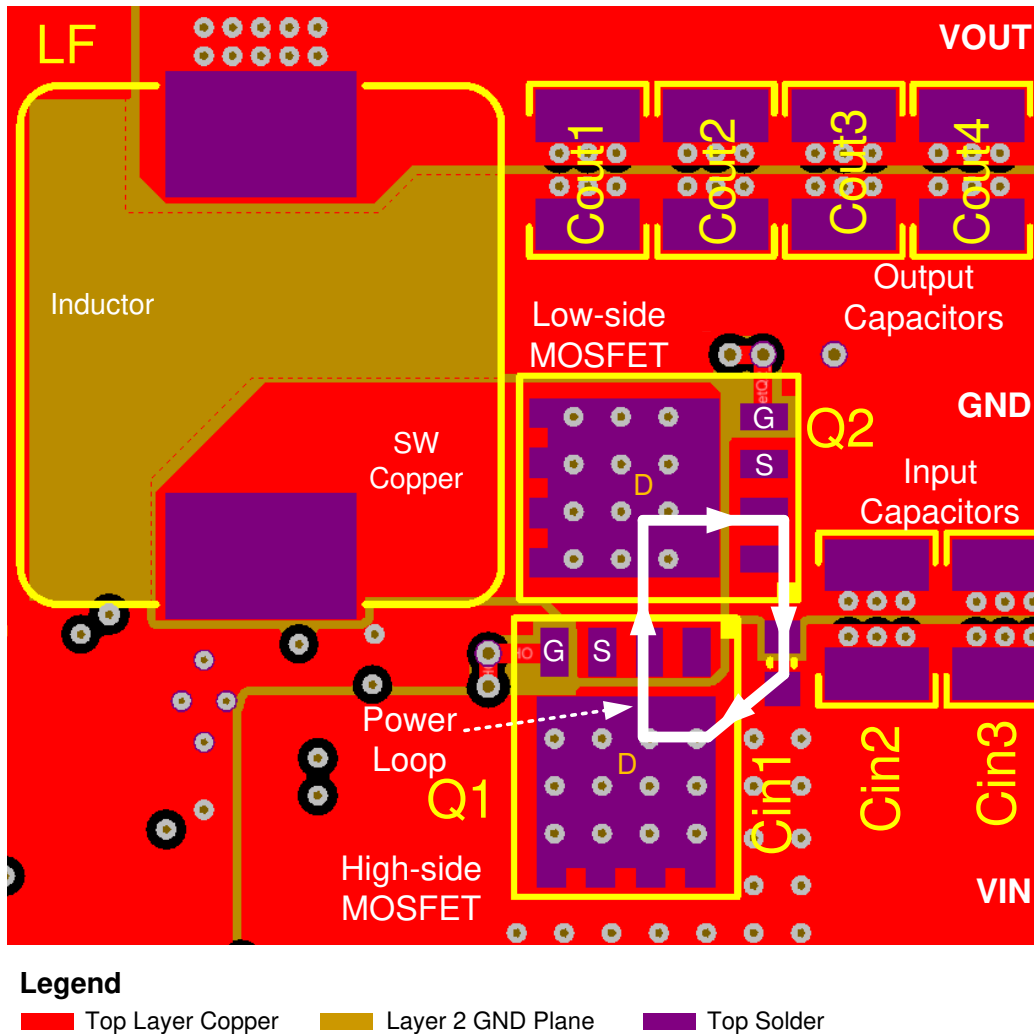 LF
VOUT
Cout1
Cout2
Cout3
Cout4
Inductor
Output
Capacitors
Low-side
MOSFET
GND
G
Q2
S
D
SW
Copper
Input
Capacitors
G
S
Power
Loop
D
Q1
Cin1
Cin2
Cin3
High-side
MOSFET
VIN
Legend
Top Layer Copper
Layer 2 GND Plane
Top Solder